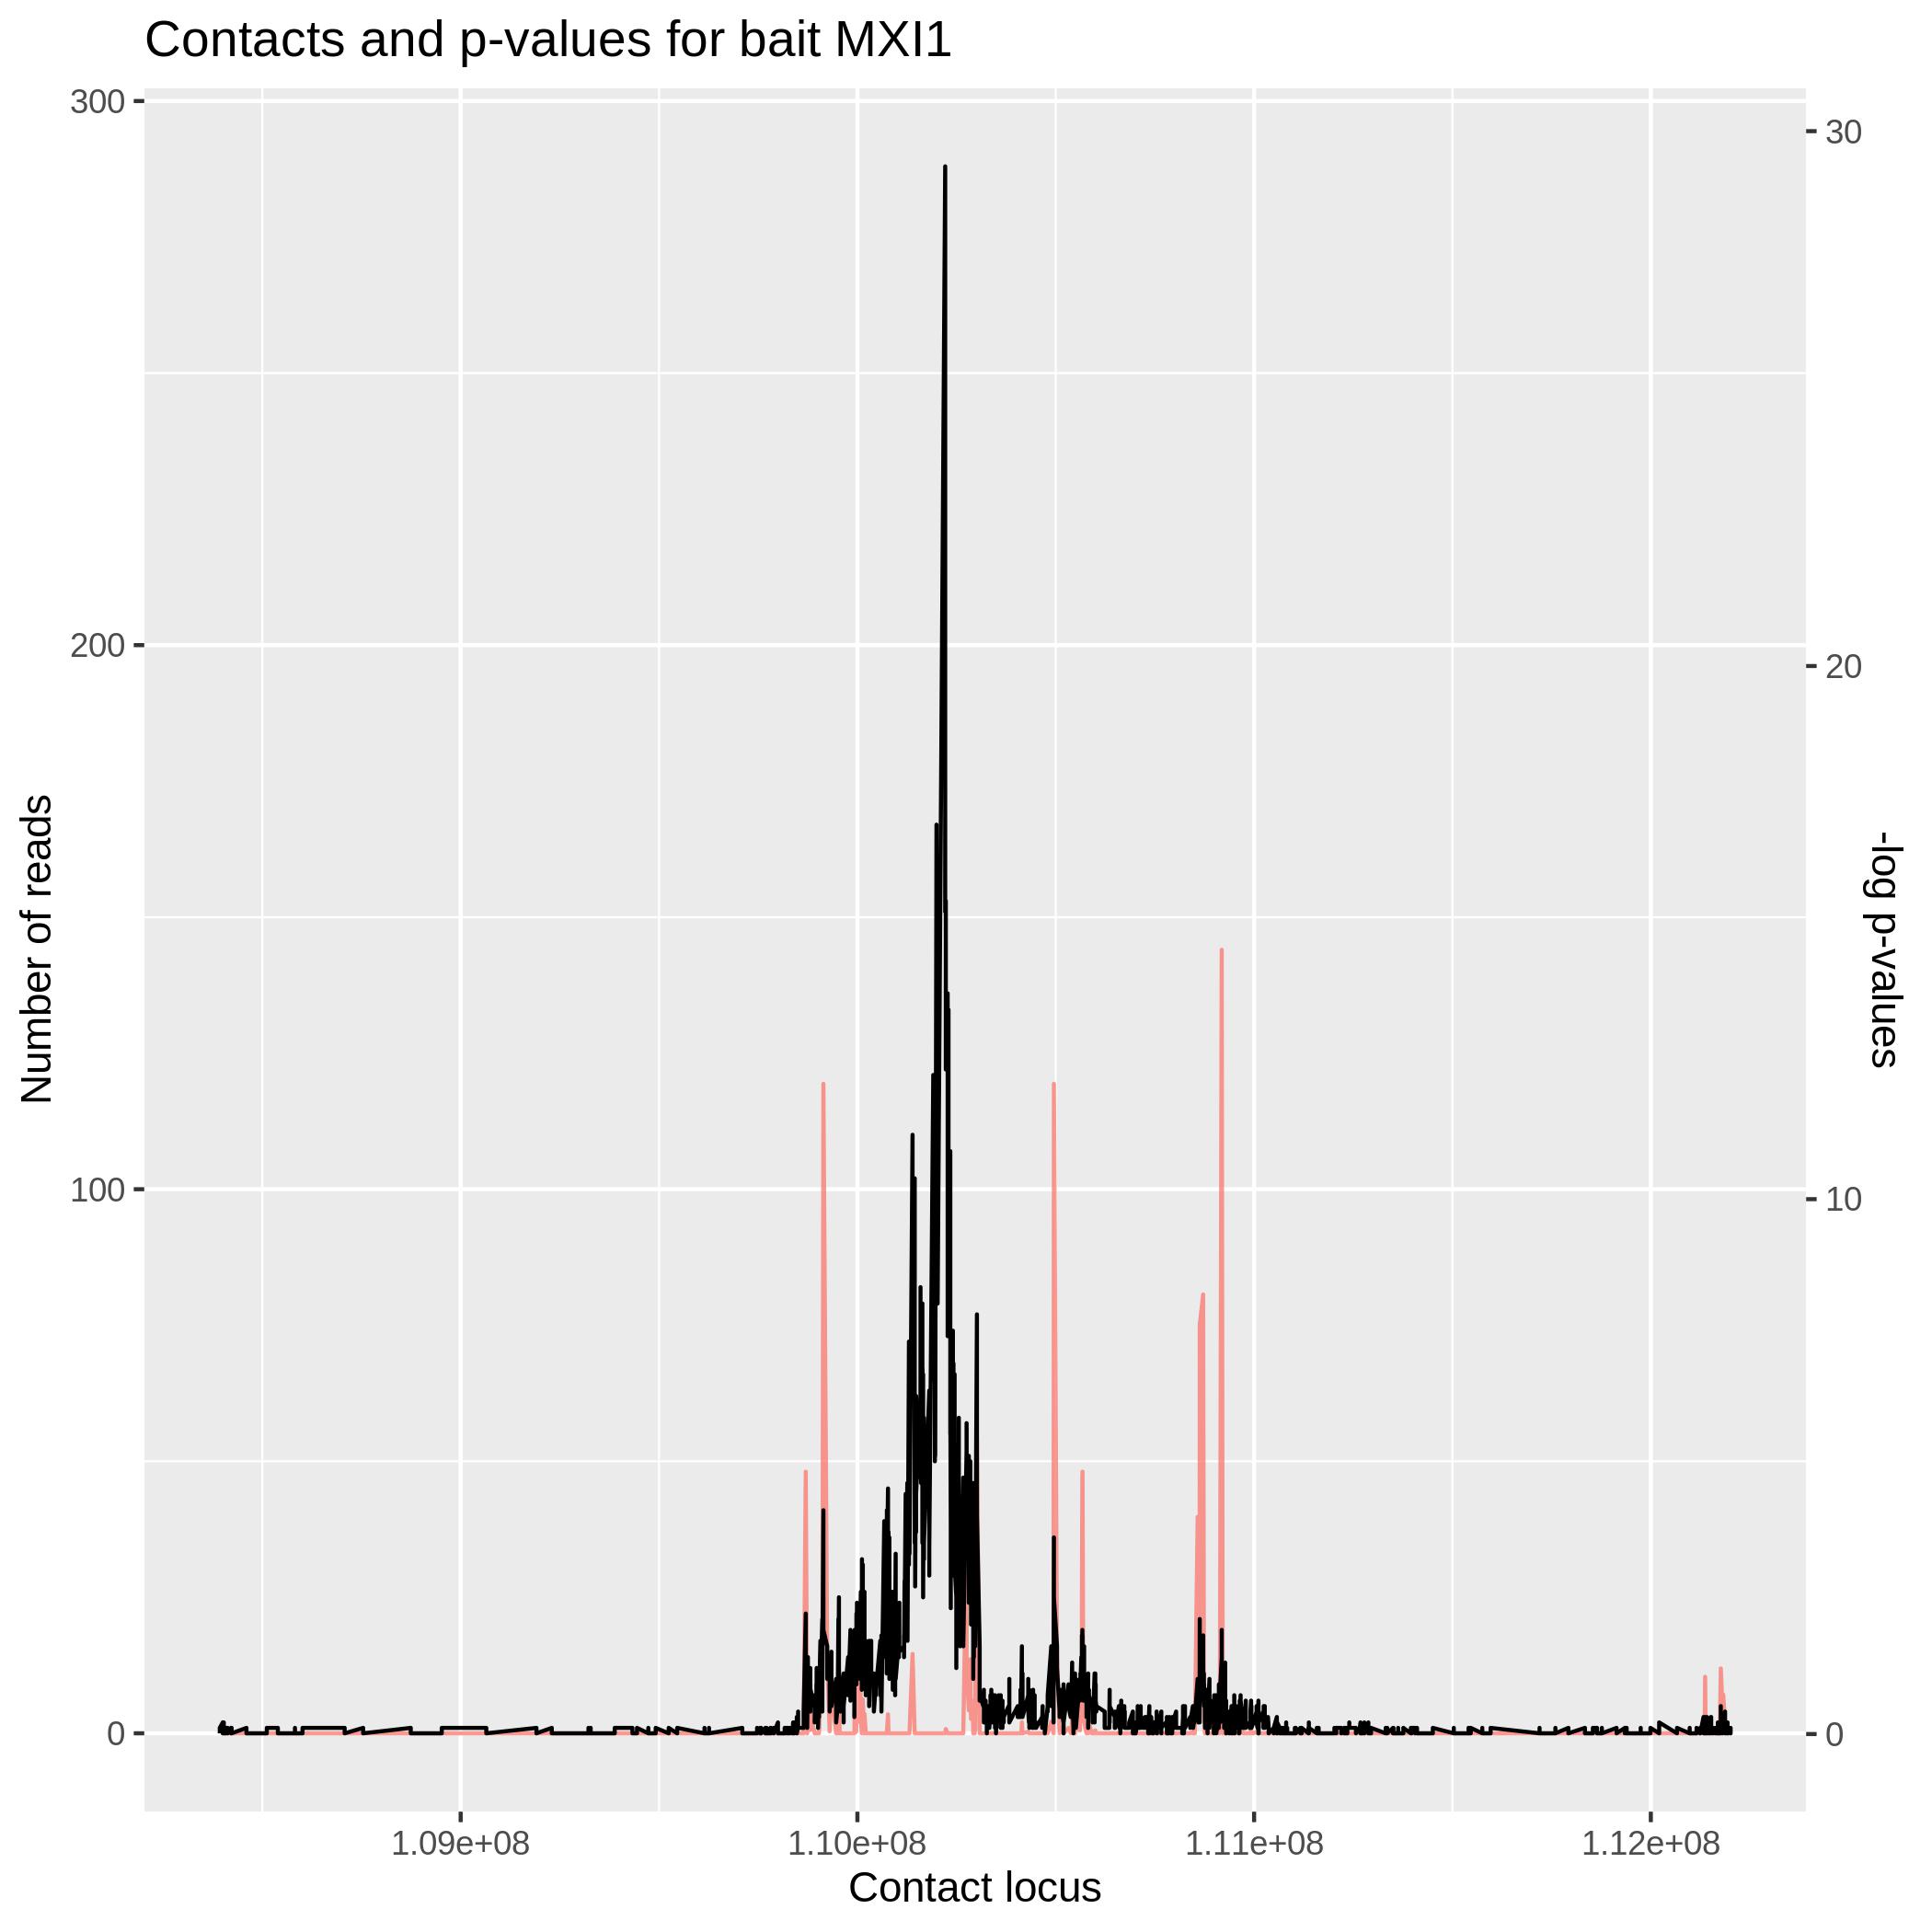 Contacts and p-values for bait MXI1
300
200
100
0
Number of reads
30
20
10
0
-log p-values
1.09e+08
1.10e+08
1.11e+08
1.12e+08
Contact locus